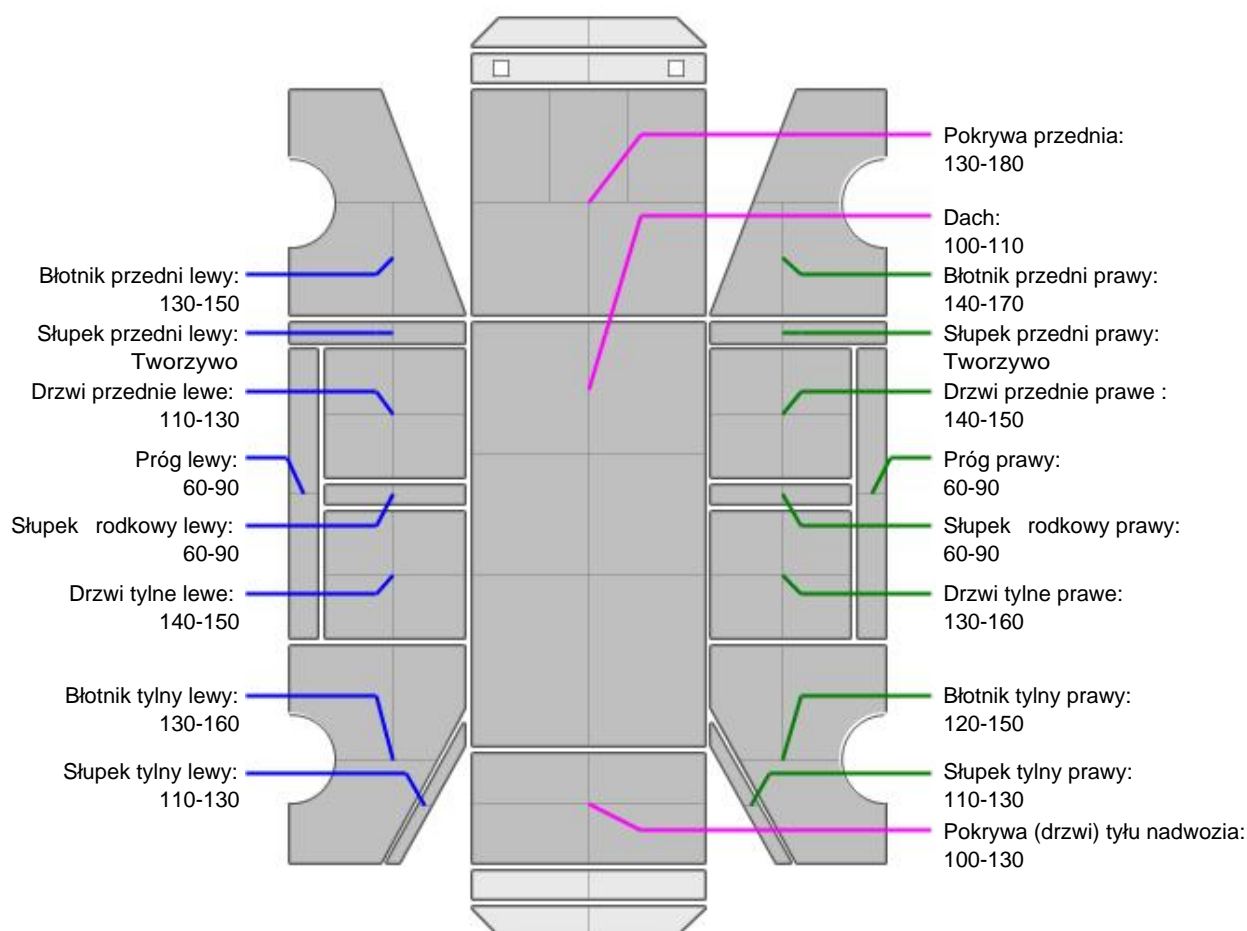 Pokrywa przednia:
130-180
Dach:
100-110
Błotnik przedni lewy:
130-150
Błotnik przedni prawy:
140-170
Słupek przedni lewy:
Tworzywo
Słupek przedni prawy:
Tworzywo
Drzwi przednie lewe:
110-130
Drzwi przednie prawe :
140-150
Próg lewy:
60-90
Próg prawy:
60-90
Słupek rodkowy lewy:
60-90
Słupek rodkowy prawy:
60-90
Drzwi tylne lewe:
140-150
Drzwi tylne prawe:
130-160
Błotnik tylny lewy:
130-160
Błotnik tylny prawy:
120-150
Słupek tylny lewy:
110-130
Słupek tylny prawy:
110-130
Pokrywa (drzwi) tyłu nadwozia:
100-130